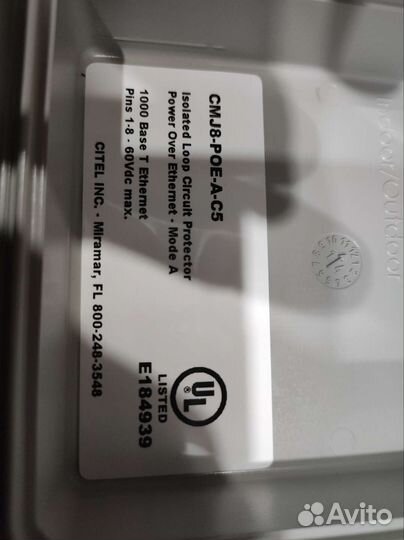 CMJ8-POE-A-C5
Isolated Loop Circuit Protector
Power Over Ethernet - Mode A
1000 Base T Ethernet
Pins 1-8 - 60Vdc max.
CITEL INC. - Miramar, FL 800-248-3548
UL
®
LISTED
E184939
Indoor/Outdoor
Avito